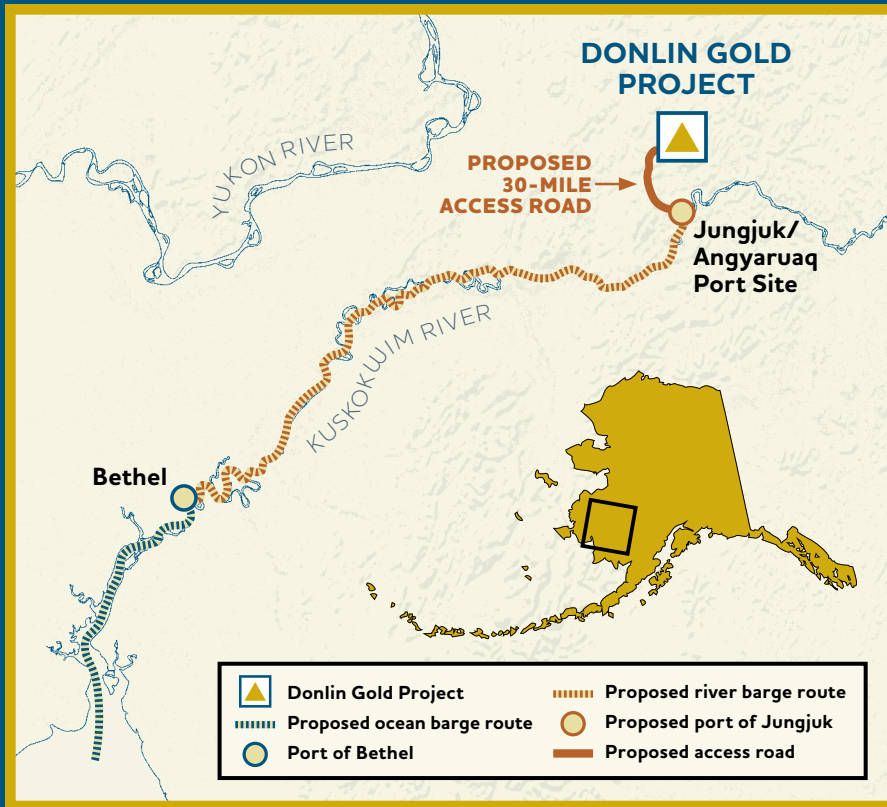 DONLIN GOLD
PROJECT
YUKON RIVER
PROPOSED
30-MILE
ACCESS ROAD
Jungjuk/
Angyaruaq
Port Site
KUSKOKWIM RIVER
Bethel
Donlin Gold Project
Proposed ocean barge route
Port of Bethel
Proposed river barge route
Proposed port of Jungjuk
Proposed access road